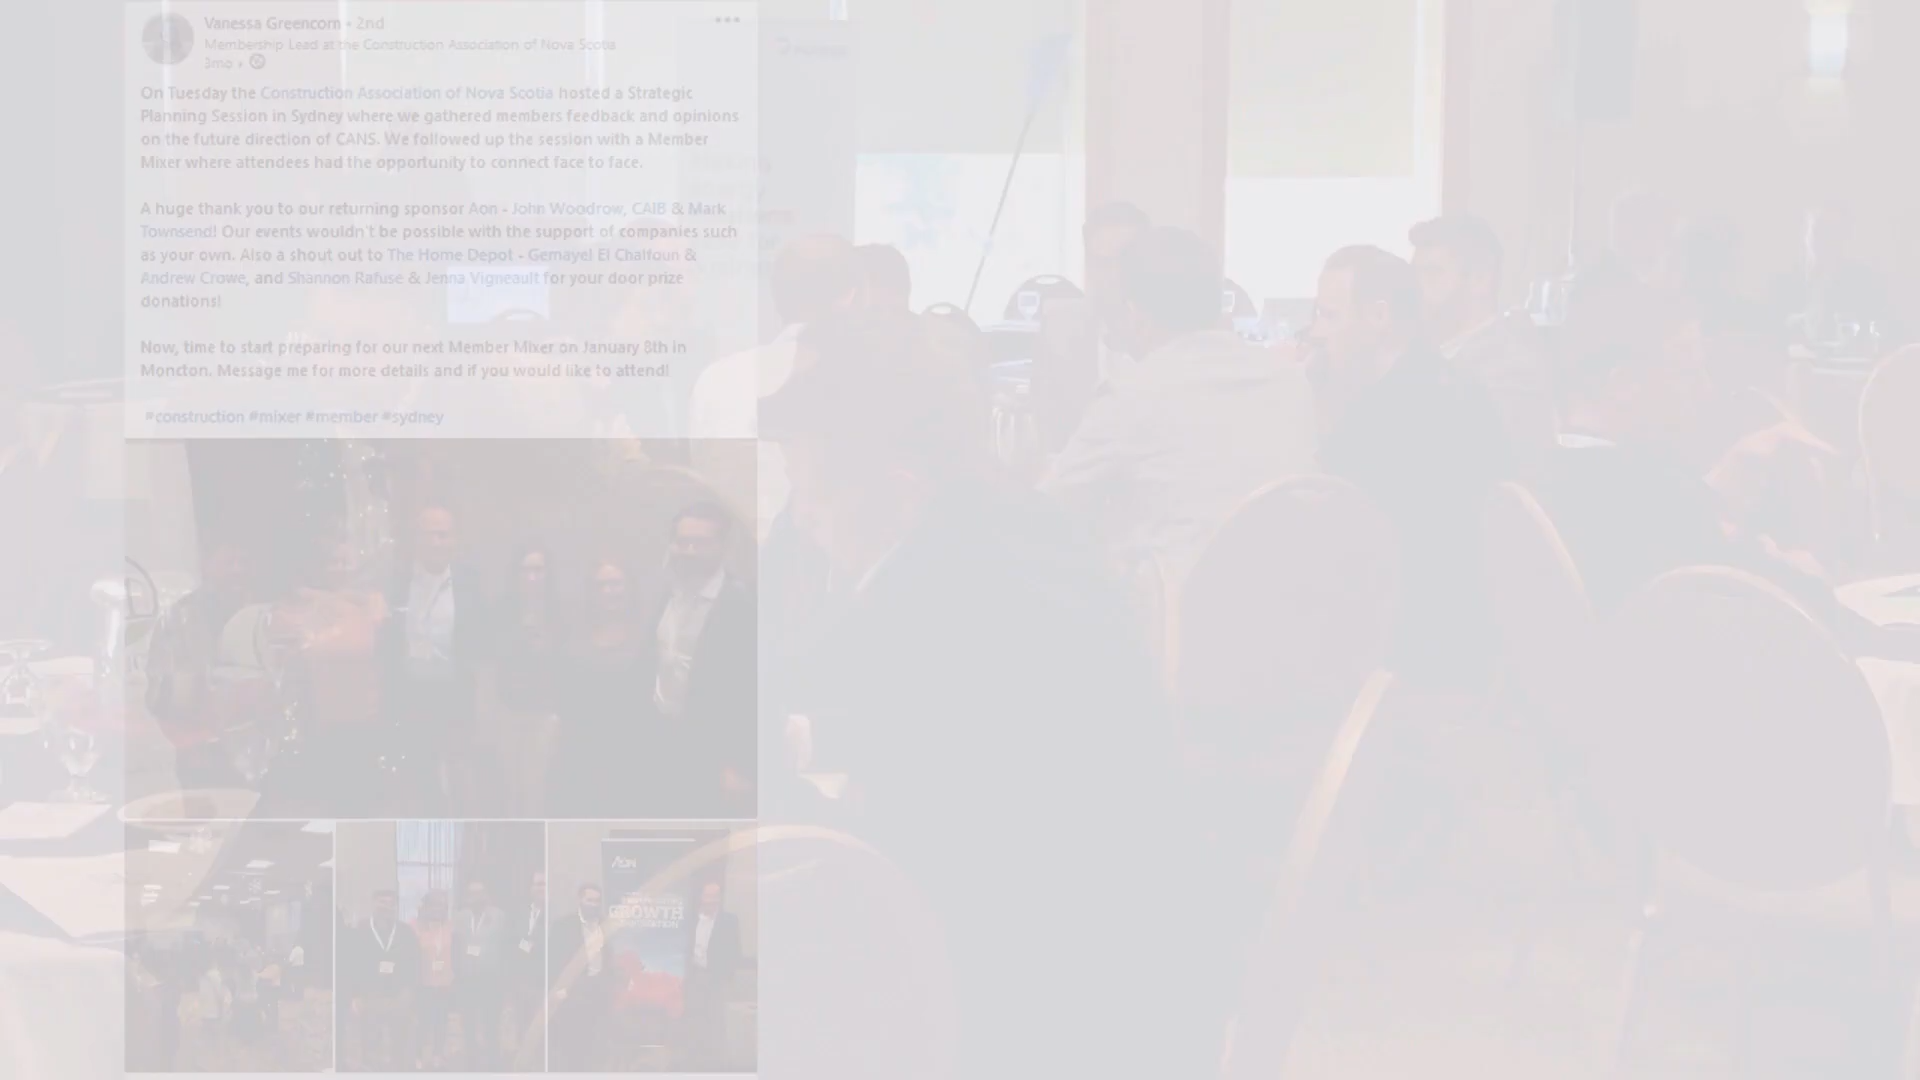 Vanessa Greencorn • 2nd
Membership Lead at the Construction Association of Nova Scotia
3mo •
On Tuesday the Construction Association of Nova Scotia hosted a Strategic
Planning Session in Sydney where we gathered members feedback and opinions
on the future direction of CANS. We followed up the session with a Member
Mixer where attendees had the opportunity to connect face to face.
A huge thank you to our returning sponsor Aon - John Woodrow, CAIB & Mark
Townsend! Our events wouldn't be possible with the support of companies such
as your own. Also a shout out to The Home Depot - Gemayel El Chalfoun &
Andrew Crowe, and Shannon Rafuse & Jenna Vigneault for your door prize
donations!
Now, time to start preparing for our next Member Mixer on January 8th in
Moncton. Message me for more details and if you would like to attend!
#construction #mixer #member #sydney
AON
GROWTH